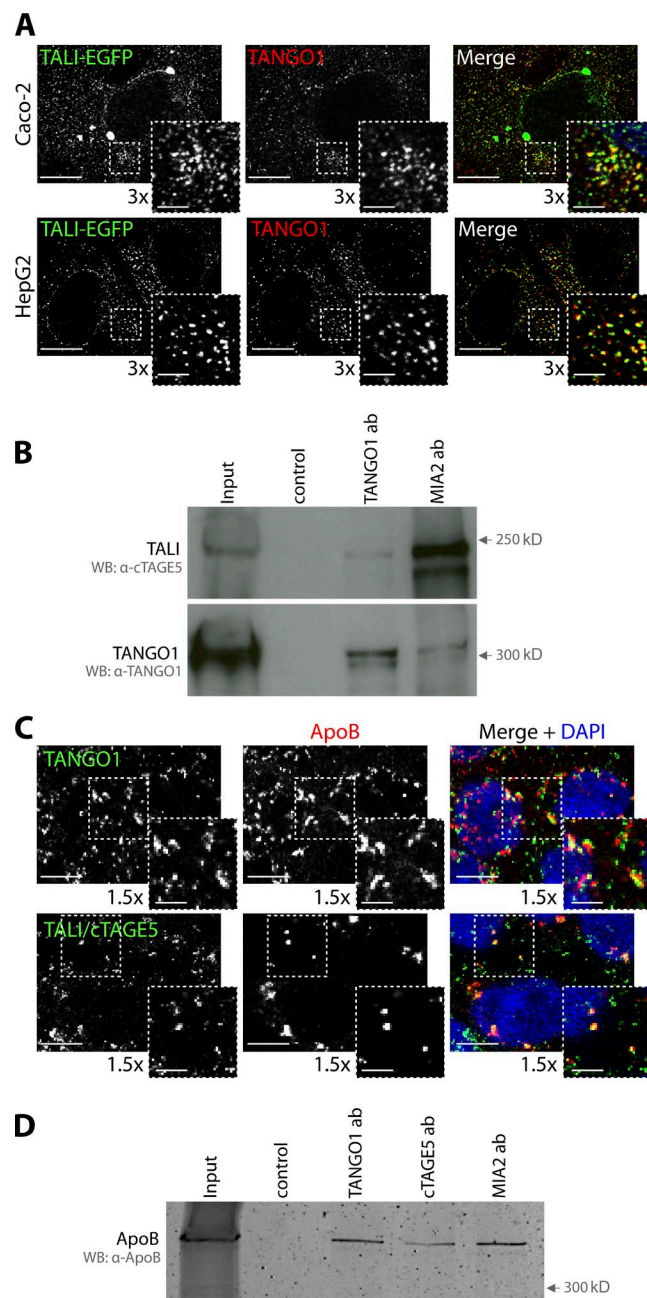 A
TALI-EGFP
TANGO1
Merge
Caco-2
3x
3x
3x
TALI-EGFP
TANGO1
Merge
HepG2
3x
3x
3x
B
Input
control
TANGO1 ab
MIA2 ab
TALI
WB: α-cTAGE5
250 kD
TANGO1
WB: α-TANGO1
300 kD
C
TANGO1
ApoB
Merge + DAPI
1.5x
1.5x
1.5x
TALI/cTAGE5
1.5x
1.5x
1.5x
D
Input
control
TANGO1 ab
cTAGE5 ab
MIA2 ab
ApoB
WB: α-ApoB
300 kD